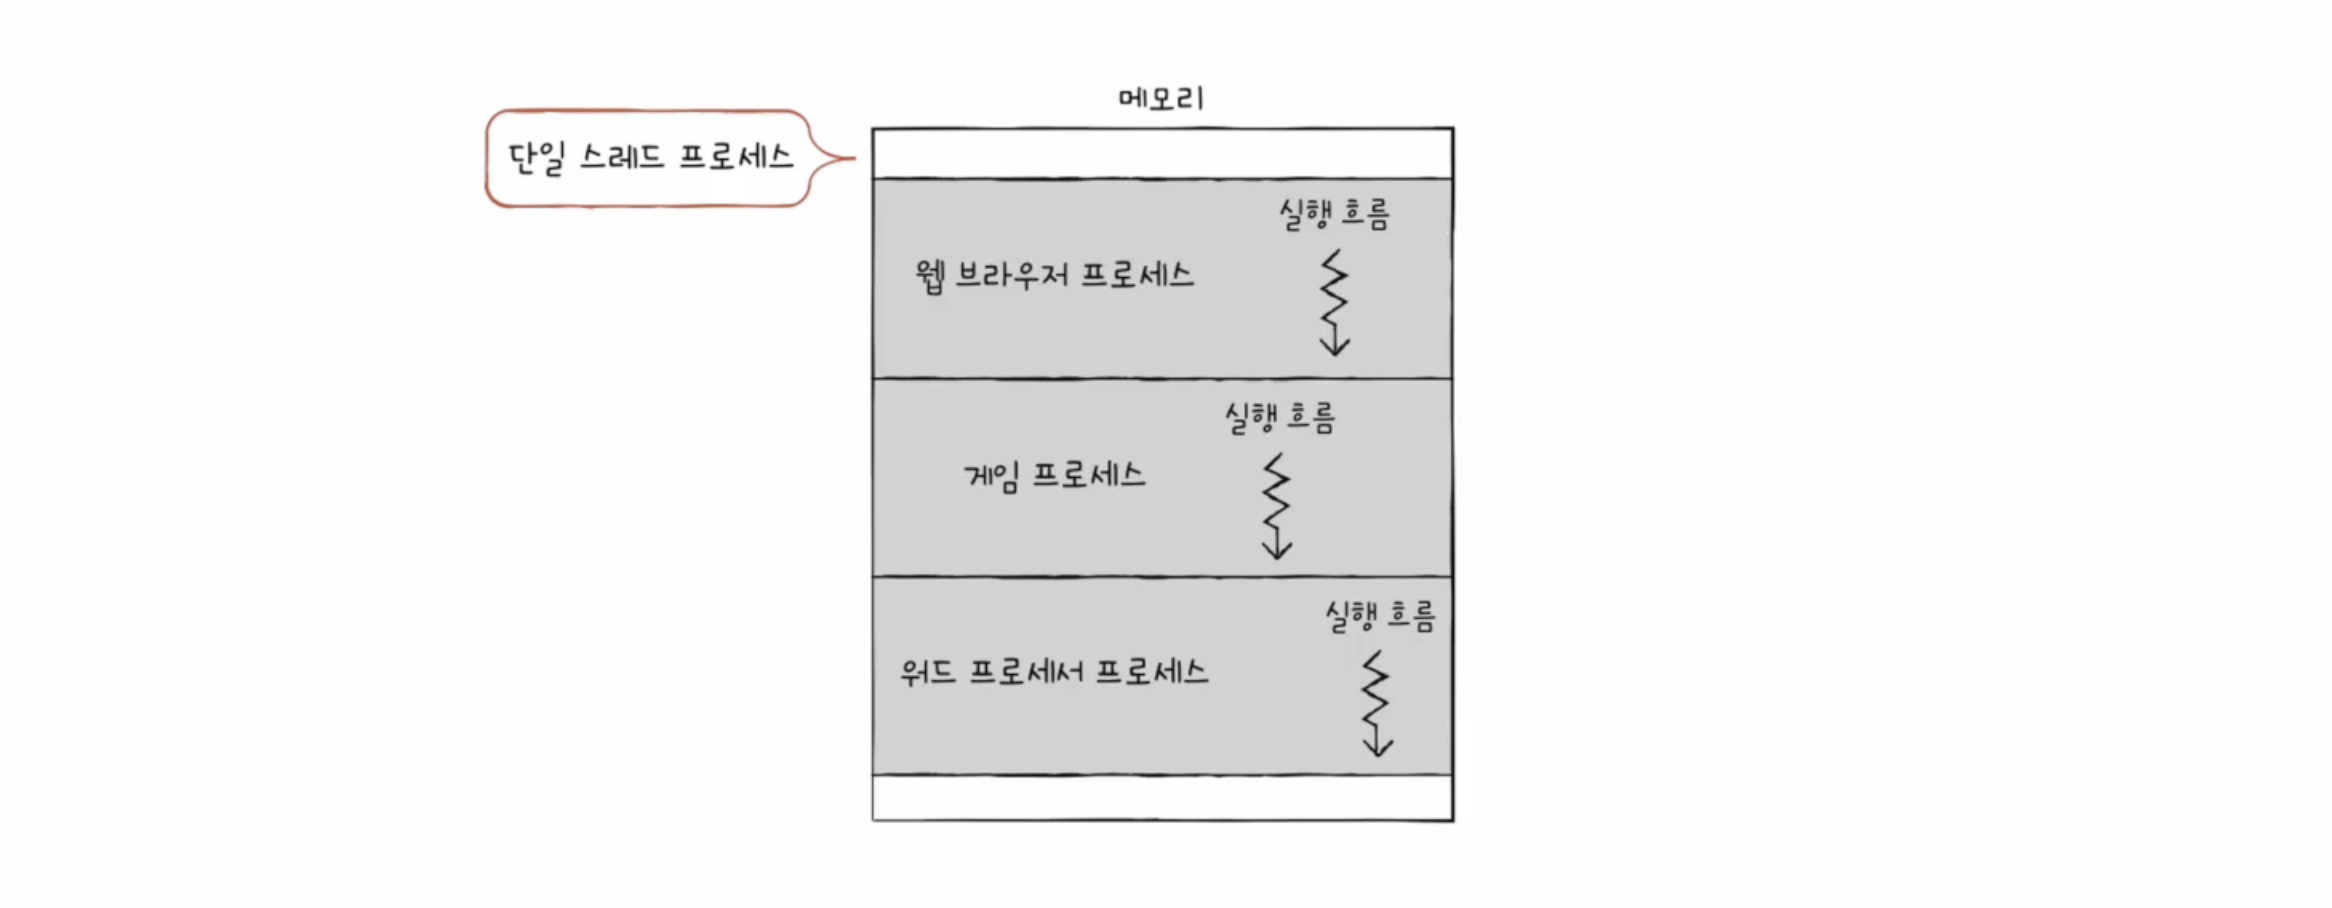 메모리
단일 스레드 프로세스
실행 흐름
웹 브라우저 프로세스
실행 흐름
게임 프로세스
실행 흐름
워드 프로세서 프로세스